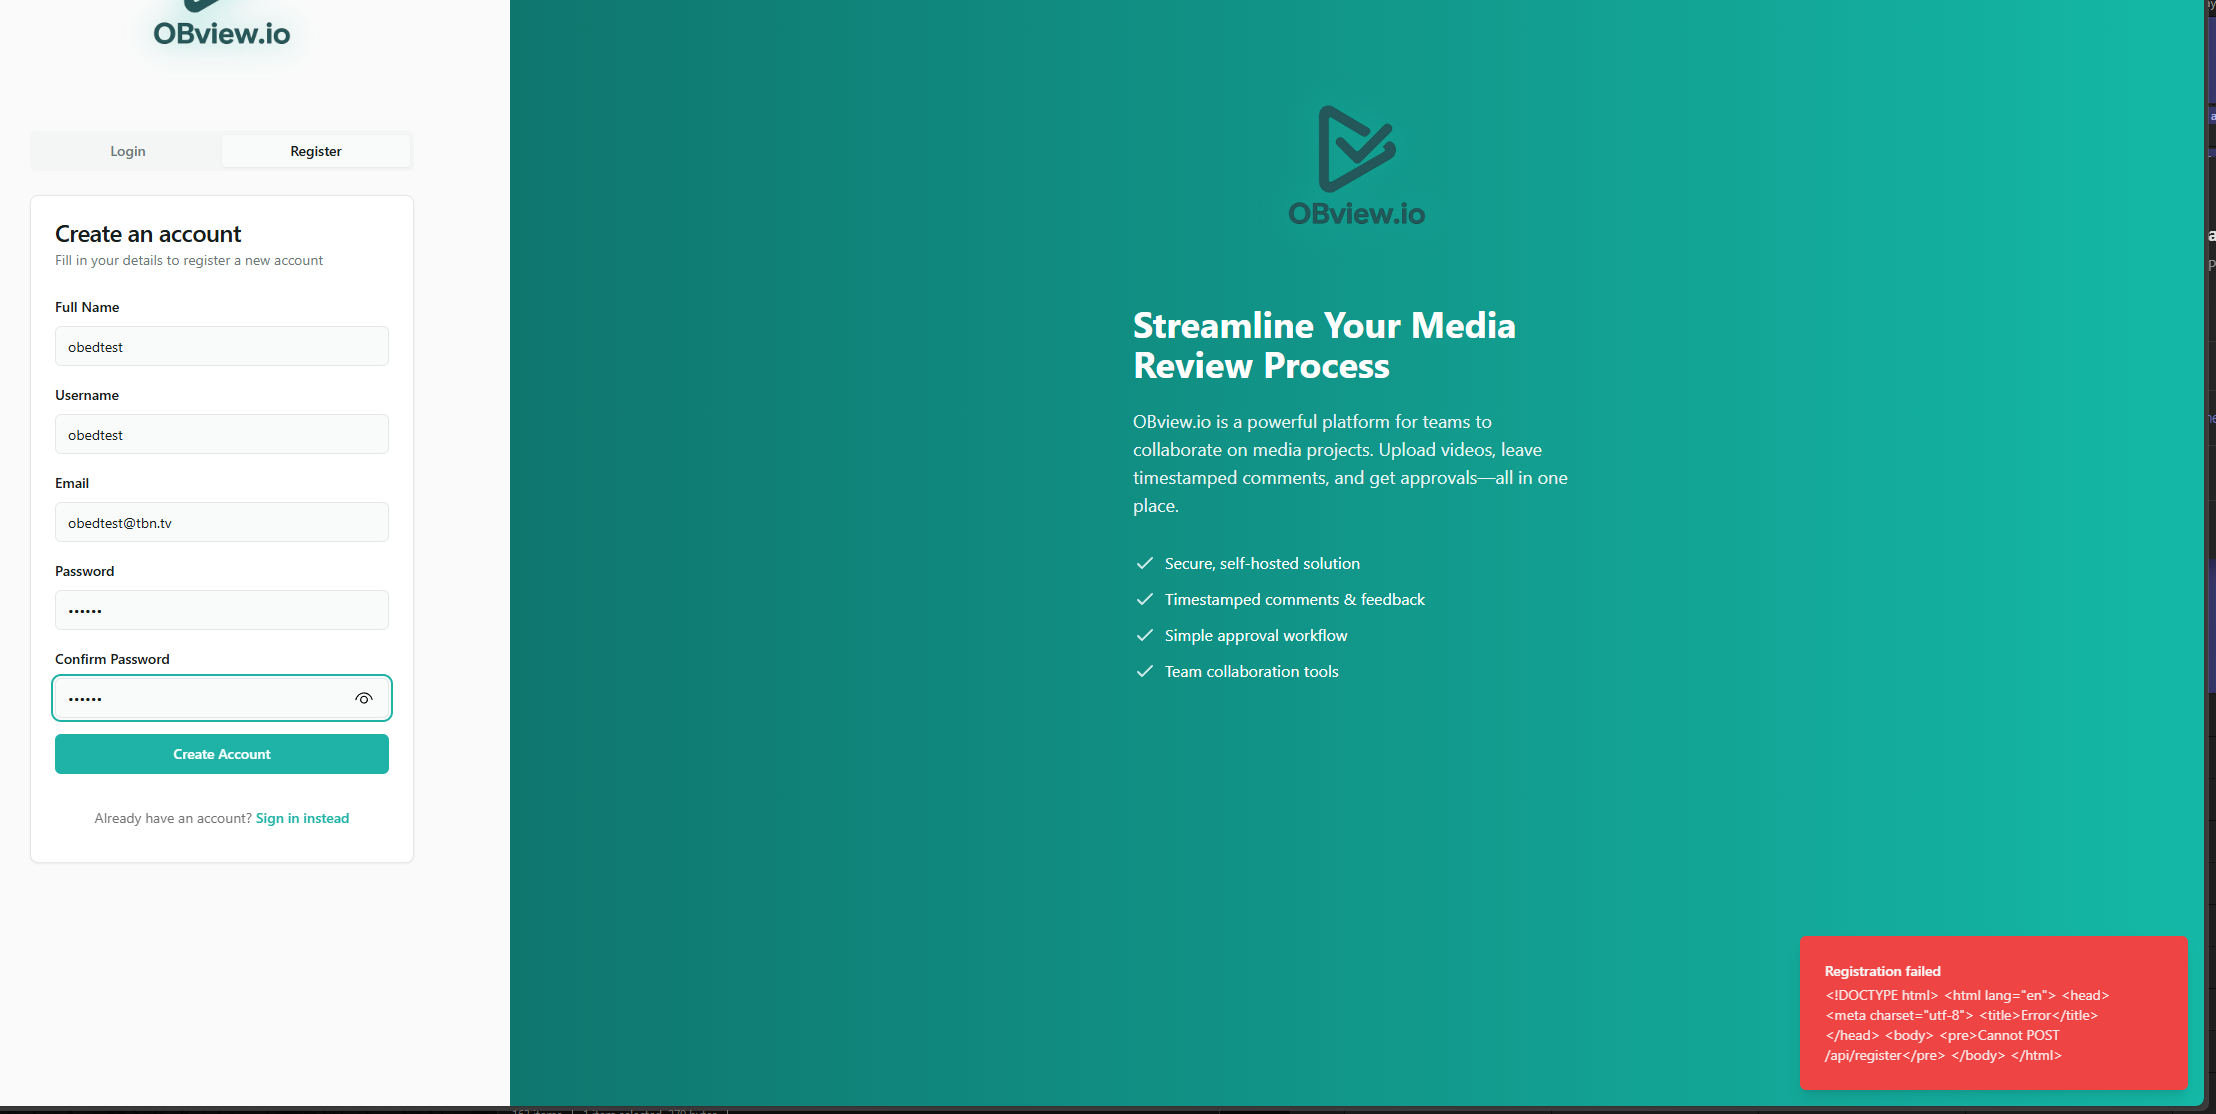 OBview.io
Login
Register
Create an account
Fill in your details to register a new account
Full Name
obedtest
Username
obedtest
Email
obedtest@tbn.tv
Password
••••••
Confirm Password
••••••
Create Account
Already have an account? Sign in instead
OBview.io
Streamline Your Media
Review Process
OBview.io is a powerful platform for teams to
collaborate on media projects. Upload videos, leave
timestamped comments, and get approvals—all in one
place.
Secure, self-hosted solution
Timestamped comments & feedback
Simple approval workflow
Team collaboration tools
Registration failed
<!DOCTYPE html> <html lang="en"> <head>
<meta charset="utf-8"> <title>Error</title>
</head> <body> <pre>Cannot POST
/api/register</pre> </body> </html>